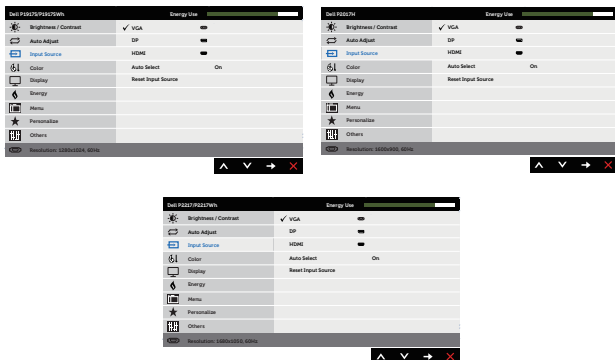 Dell P1917S/P1917SWh Energy Use
Brightness / Contrast ✓ VGA
Auto Adjust DP
Input Source HDMI
Color Auto Select On
Display Reset Input Source
Energy
Menu
Personalize
Others
Resolution: 1280x1024, 60Hz
Dell P2017H Energy Use
Brightness / Contrast ✓ VGA
Auto Adjust DP
Input Source HDMI
Color Auto Select On
Display Reset Input Source
Energy
Menu
Personalize
Others
Resolution: 1600x900, 60Hz
Dell P2217/P2217Wh Energy Use
Brightness / Contrast ✓ VGA
Auto Adjust DP
Input Source HDMI
Color Auto Select On
Display Reset Input Source
Energy
Menu
Personalize
Others
Resolution: 1680x1050, 60Hz